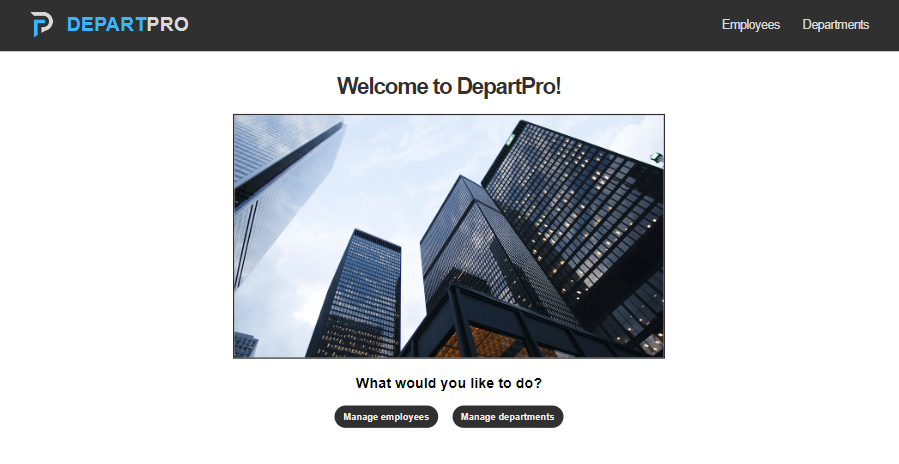 DEPARTPRO
Employees Departments
Welcome to DepartPro!
What would you like to do?
Manage employees Manage departments